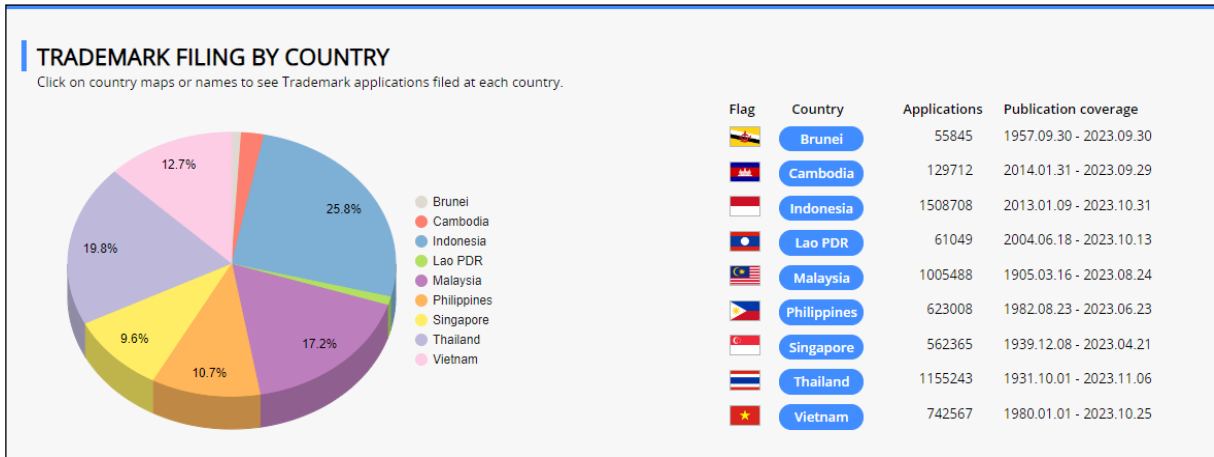 TRADEMARK FILING BY COUNTRY
Click on country maps or names to see Trademark applications filed at each country.
12.7%
25.8%
19.8%
17.2%
9.6%
10.7%
Brunei
Cambodia
Indonesia
Lao PDR
Malaysia
Philippines
Singapore
Thailand
Vietnam
Flag Country Applications Publication coverage
Brunei 55845 1957.09.30 - 2023.09.30
Cambodia 129712 2014.01.31 - 2023.09.29
Indonesia 1508708 2013.01.09 - 2023.10.31
Lao PDR 61049 2004.06.18 - 2023.10.13
Malaysia 1005488 1905.03.16 - 2023.08.24
Philippines 623008 1982.08.23 - 2023.06.23
Singapore 562365 1939.12.08 - 2023.04.21
Thailand 1155243 1931.10.01 - 2023.11.06
Vietnam 742567 1980.01.01 - 2023.10.25